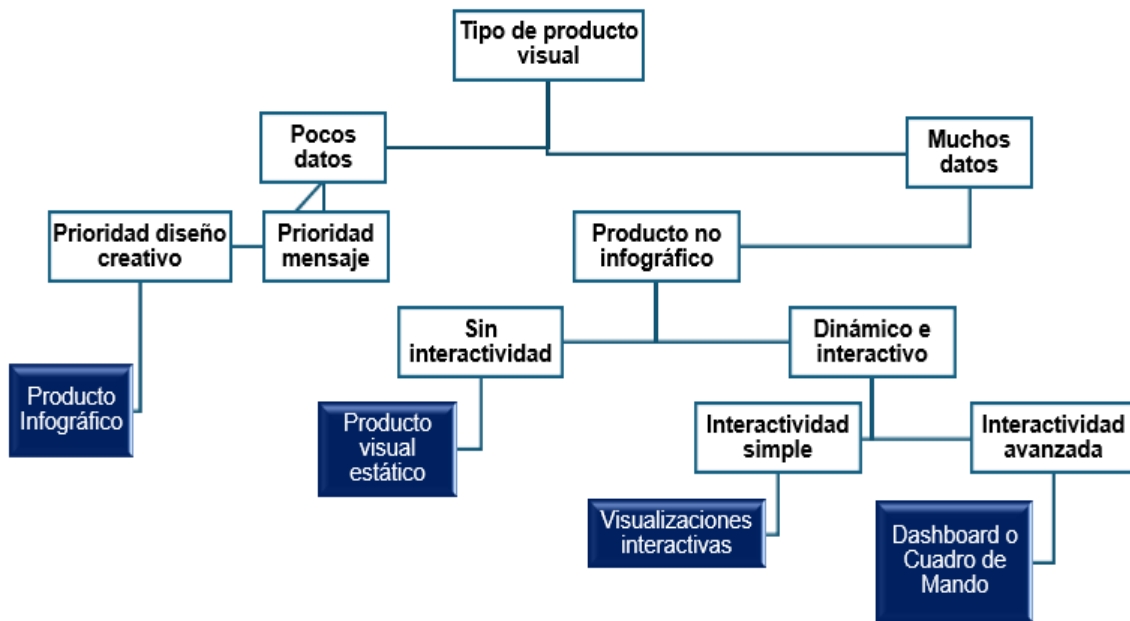 Tipo de producto
visual
Pocos
datos
Muchos
datos
Prioridad diseño
creativo
Prioridad
mensaje
Producto no
infográfico
Sin
interactividad
Dinámico e
interactivo
Producto
Infográfico
Producto
visual
estático
Interactividad
simple
Interactividad
avanzada
Visualizaciones
interactivas
Dashboard o
Cuadro de
Mando